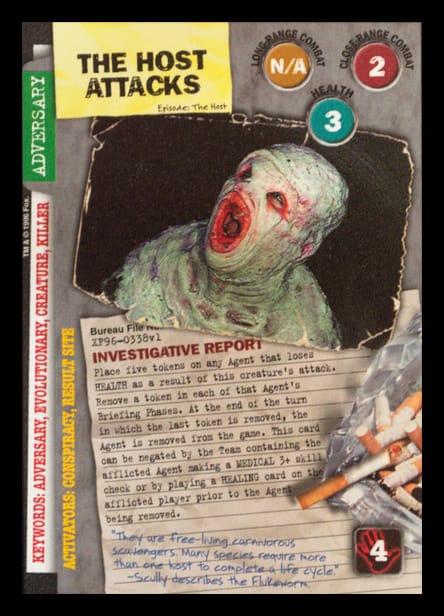 THE HOST
ATTACKS
Episode: The Host
LONG-RANGE COMBAT
N/A
CLOSE-RANGE COMBAT
2
HEALTH
3
ADVERSARY
TM & © 1996 Fox.
KEYWORDS: ADVERSARY, EVOLUTIONARY, CREATURE, KILLER
ACTIVATORS: CONSPIRACY, RESULT SITE
Bureau File No
XF96-0338v1
INVESTIGATIVE REPORT
Place five tokens on any Agent that loses
HEALTH as a result of this creature's attack.
Remove a token in each of that Agent's
Briefing Phases. At the end of the turn
in which the last token is removed, the
Agent is removed from the game. This card
can be negated by the Team containing the
afflicted Agent making a MEDICAL 3+ skill
check or by playing a HEALING card on the
afflicted player prior to the Agent
being removed.
"They are free-living carnivorous
scavengers. Many species require more
than one host to complete a life cycle."
-Scully describes the Flukeworm.
4